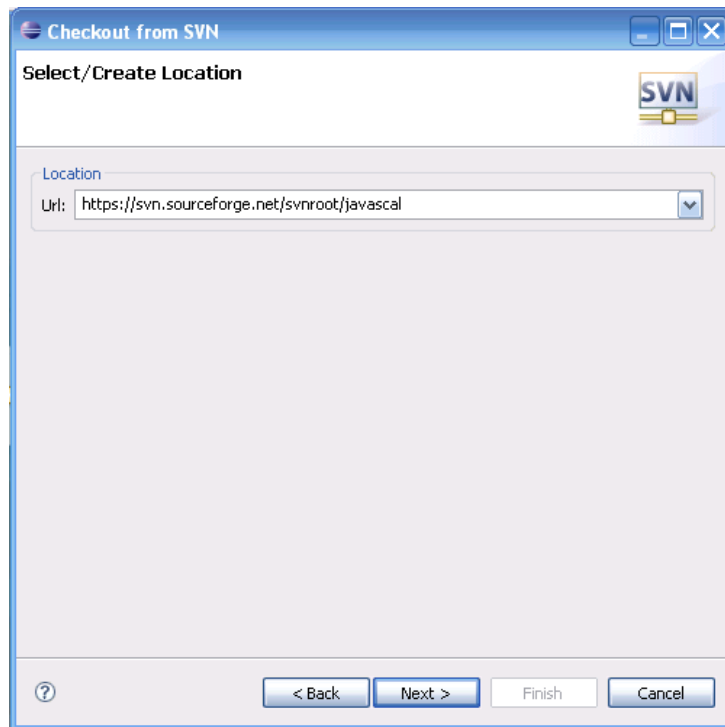 Checkout from SVN
Select/Create Location
SVN
Location
Url: https://svn.sourceforge.net/svnroot/javascal
? < Back Next > Finish Cancel